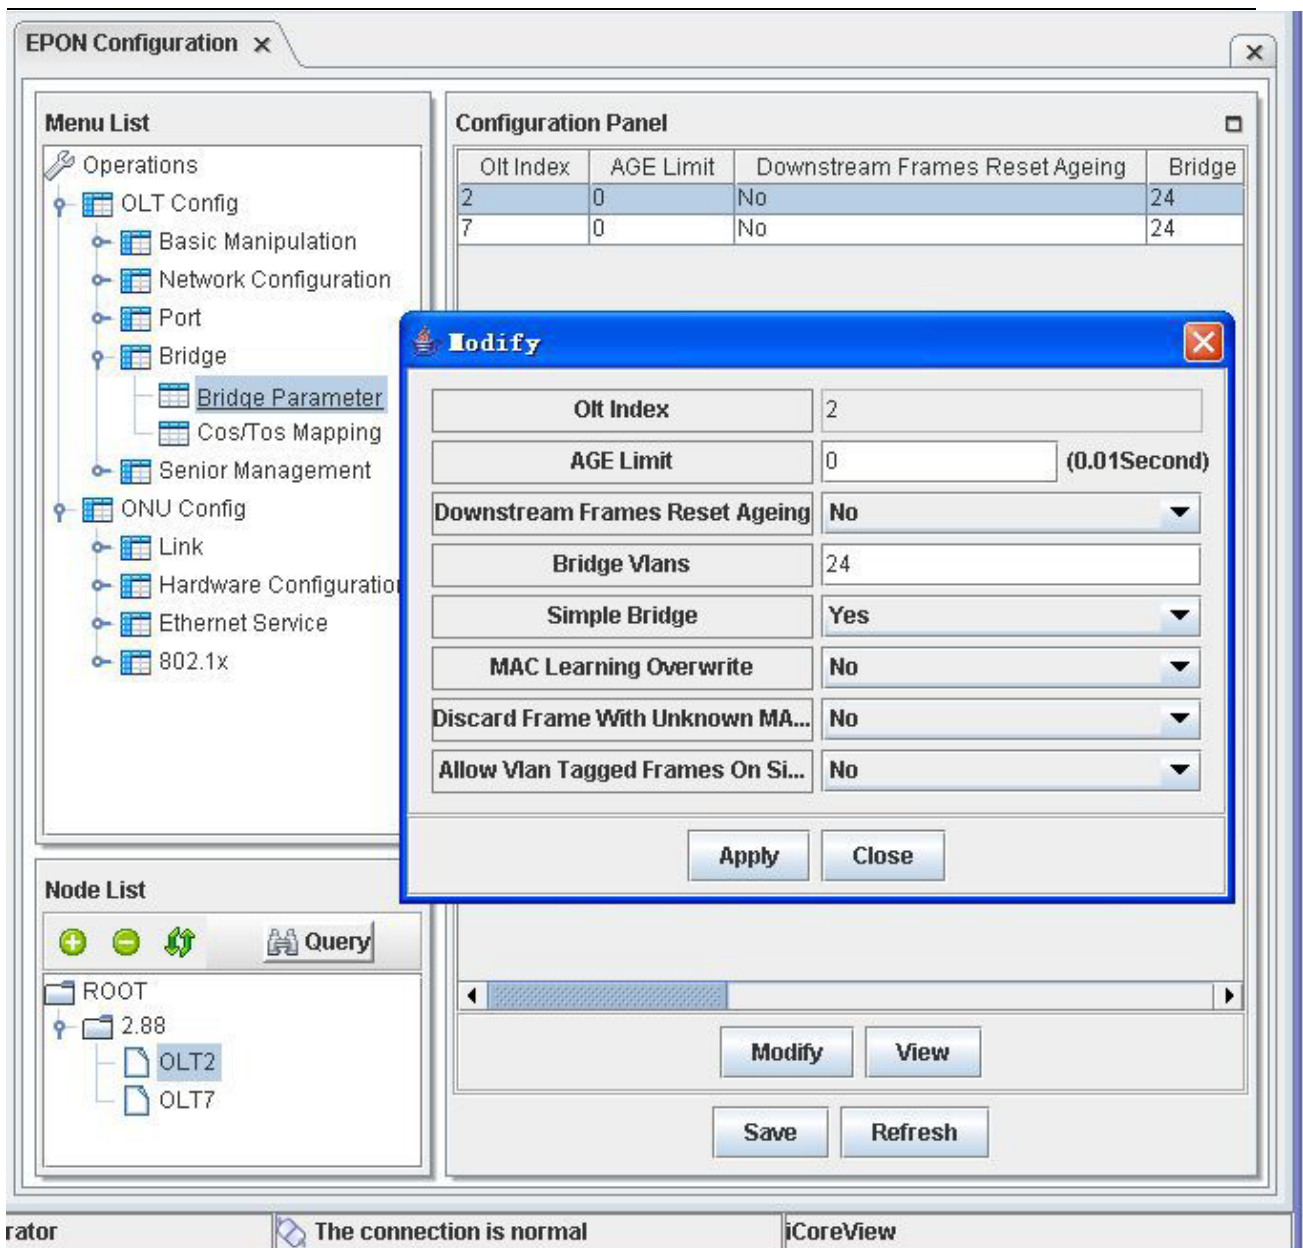 EPON Configuration
Menu List
Operations
OLT Config
Basic Manipulation
Network Configuration
Port
Bridge
Bridge Parameter
Cos/Tos Mapping
Senior Management
ONU Config
Link
Hardware Configuration
Ethernet Service
802.1x
Node List
Query
ROOT
2.88
OLT2
OLT7
Configuration Panel
Olt Index AGE Limit Downstream Frames Reset Ageing Bridge
2 0 No 24
7 0 No 24
Modify
Olt Index 2
AGE Limit 0 (0.01Second)
Downstream Frames Reset Ageing No
Bridge Vlans 24
Simple Bridge Yes
MAC Learning Overwrite No
Discard Frame With Unknown MA... No
Allow Vlan Tagged Frames On Si... No
Apply Close
Modify View
Save Refresh
rator The connection is normal iCoreView